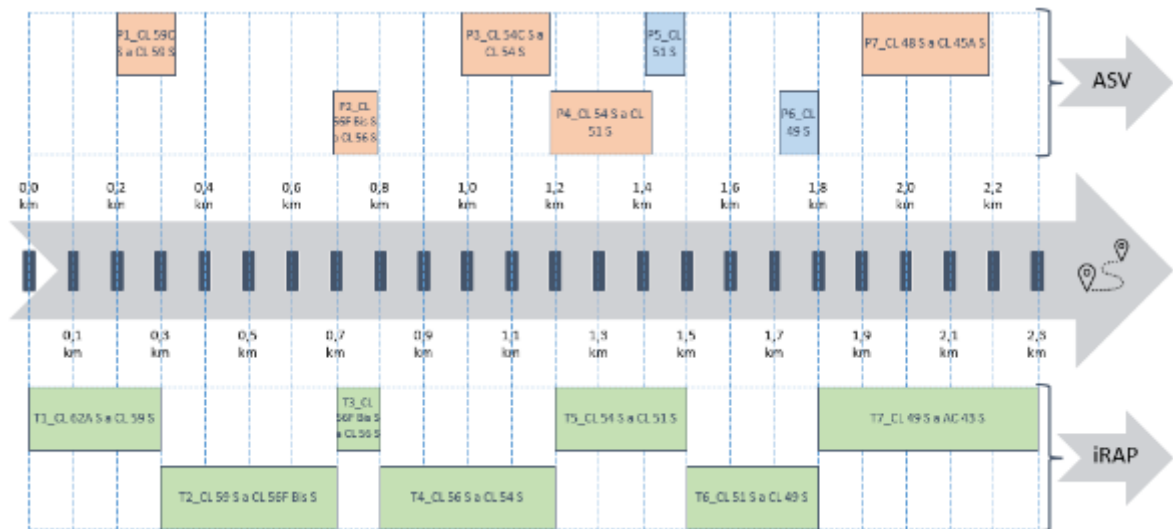 P1_CL 59C
S a CL 59 S
P3_CL 54C S a
CL 54 S
P5_CL
51 S
P7_CL 48 S a CL 45A S
ASV
P2_CL
56F Bis S
a CL 56 S
P4_CL 54 S a CL
51 S
P6_CL
49 S
0,0 km
0,2 km
0,4 km
0,6 km
0,8 km
1,0 km
1,2 km
1,4 km
1,6 km
1,8 km
2,0 km
2,2 km
0,1 km
0,3 km
0,5 km
0,7 km
0,9 km
1,1 km
1,3 km
1,5 km
1,7 km
1,9 km
2,1 km
2,3 km
T1_CL 62A S a CL 59 S
T3_CL
56F Bis S
a CL 56 S
T5_CL 54 S a CL 51 S
T7_CL 49 S a AC 43 S
iRAP
T2_CL 59 S a CL 56F Bis S
T4_CL 56 S a CL 54 S
T6_CL 51 S a CL 49 S